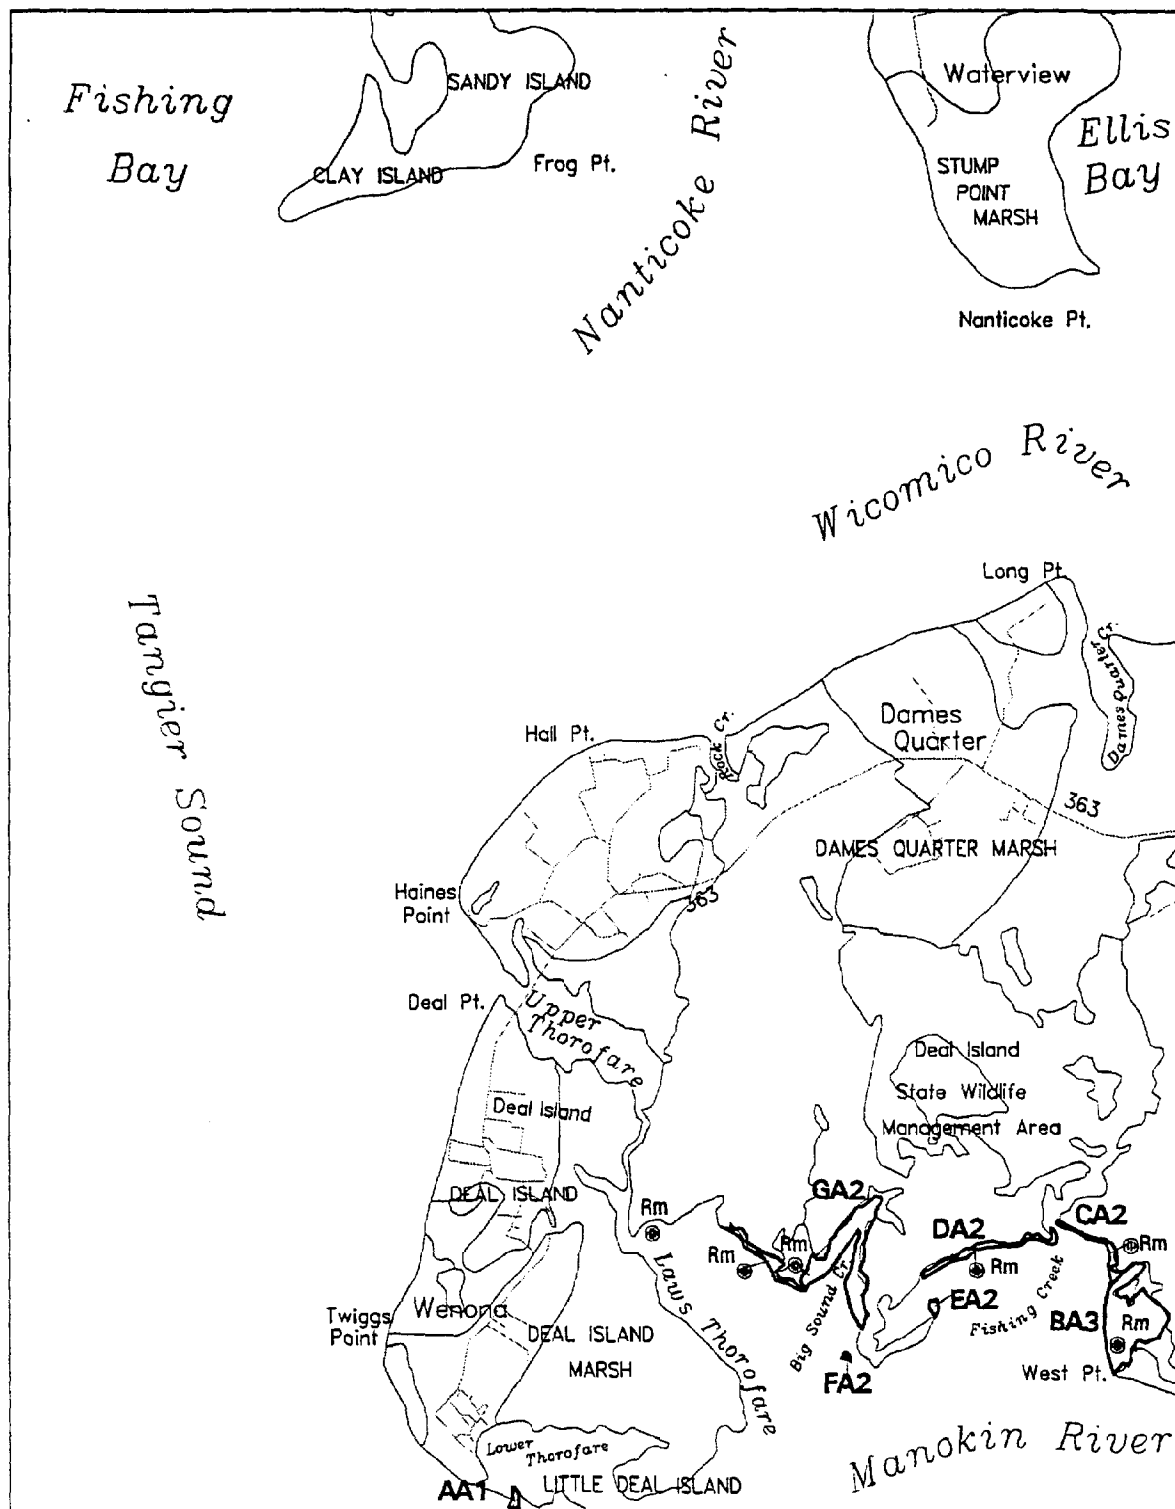 Fishing
Bay
SANDY ISLAND
CLAY ISLAND
Frog Pt.
Nanticoke River
Waterview
Ellis
Bay
STUMP
POINT
MARSH
Nanticoke Pt.
Wicomico River
Long Pt.
Tangier Sound
Dames Quarter Cr.
Hall Pt.
Rock Cr.
Dames
Quarter
363
DAMES QUARTER MARSH
Haines
Point
363
Deal Pt.
Upper
Thorofare
Deal Island
State Wildlife
Management Area
Deal Island
DEAL ISLAND
GA2
Rm
Rm
Rm
DA2
CA2
Rm
Rm
Twiggs
Point
Wenona
Laws Thorofare
Big Sound Cr.
EA2
Fishing Creek
BA3
Rm
DEAL ISLAND
MARSH
FA2
West Pt.
Lower
Thorofare
Manokin River
AA1
LITTLE DEAL ISLAND